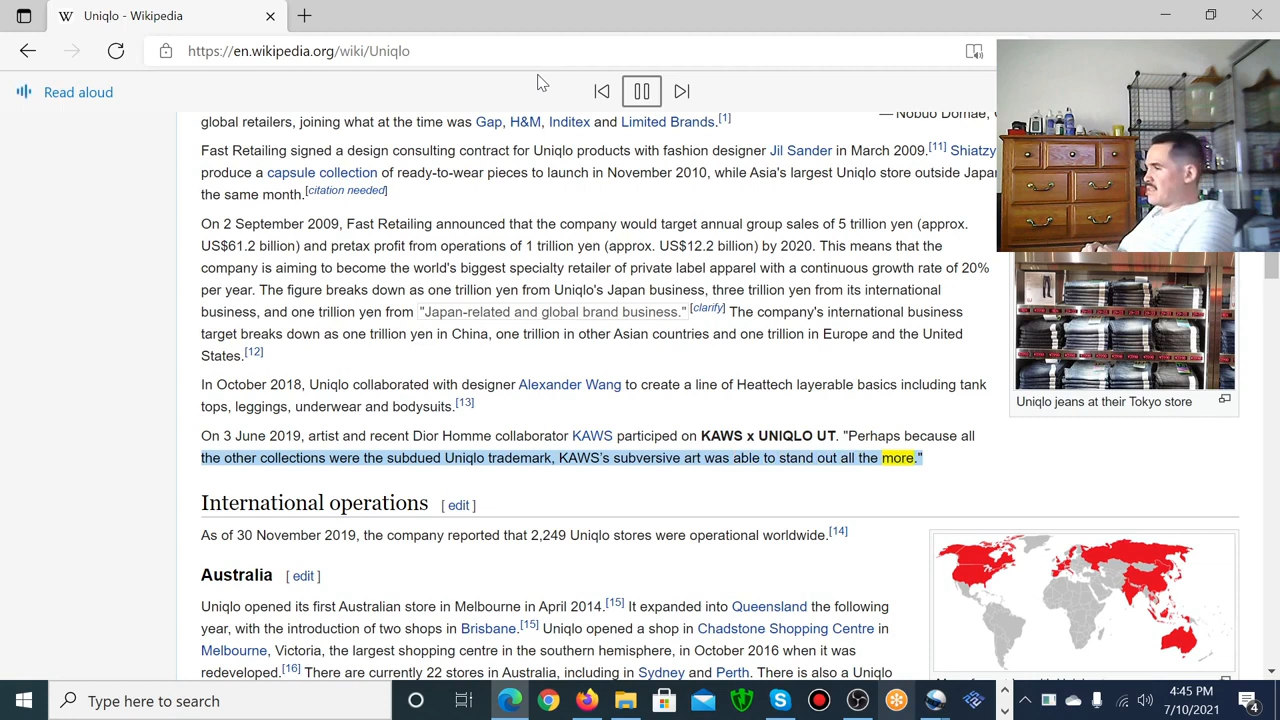 Uniqlo - Wikipedia
https://en.wikipedia.org/wiki/Uniqlo
Read aloud
global retailers, joining what at the time was Gap, H&M, Inditex and Limited Brands.[1]
— Nobuo Domae,
Fast Retailing signed a design consulting contract for Uniqlo products with fashion designer Jil Sander in March 2009.[11] Shiatzy
produce a capsule collection of ready-to-wear pieces to launch in November 2010, while Asia's largest Uniqlo store outside Japa
the same month.[citation needed]
On 2 September 2009, Fast Retailing announced that the company would target annual group sales of 5 trillion yen (approx.
US$61.2 billion) and pretax profit from operations of 1 trillion yen (approx. US$12.2 billion) by 2020. This means that the
company is aiming to become the world's biggest specialty retailer of private label apparel with a continuous growth rate of 20%
per year. The figure breaks down as one trillion yen from Uniqlo's Japan business, three trillion yen from its international
business, and one trillion yen from "Japan-related and global brand business."[clarify] The company's international business
target breaks down as one trillion yen in China, one trillion in other Asian countries and one trillion in Europe and the United
States.[12]
In October 2018, Uniqlo collaborated with designer Alexander Wang to create a line of Heattech layerable basics including tank
tops, leggings, underwear and bodysuits.[13]
On 3 June 2019, artist and recent Dior Homme collaborator KAWS participed on KAWS x UNIQLO UT. "Perhaps because all
the other collections were the subdued Uniqlo trademark, KAWS's subversive art was able to stand out all the more."
Uniqlo jeans at their Tokyo store
International operations [ edit ]
As of 30 November 2019, the company reported that 2,249 Uniqlo stores were operational worldwide.[14]
Australia [ edit ]
Uniqlo opened its first Australian store in Melbourne in April 2014.[15] It expanded into Queensland the following
year, with the introduction of two shops in Brisbane.[15] Uniqlo opened a shop in Chadstone Shopping Centre in
Melbourne, Victoria, the largest shopping centre in the southern hemisphere, in October 2016 when it was
redeveloped.[16] There are currently 22 stores in Australia, including in Sydney and Perth. There is also a Uniqlo
Type here to search
4:45 PM
7/10/2021
4